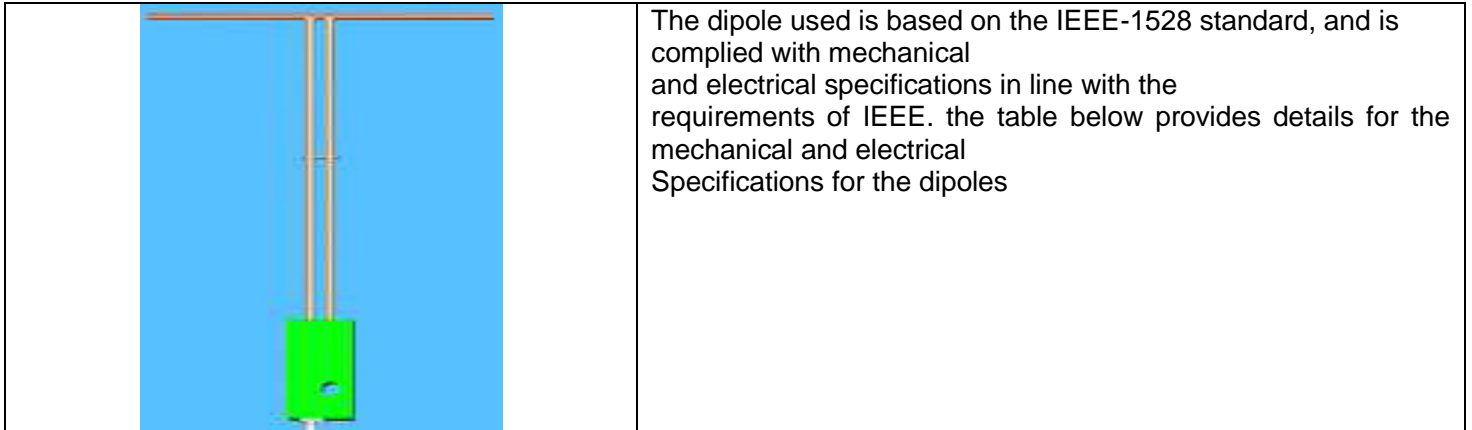 The dipole used is based on the IEEE-1528 standard, and is
complied with mechanical
and electrical specifications in line with the
requirements of IEEE. the table below provides details for the
mechanical and electrical
Specifications for the dipoles